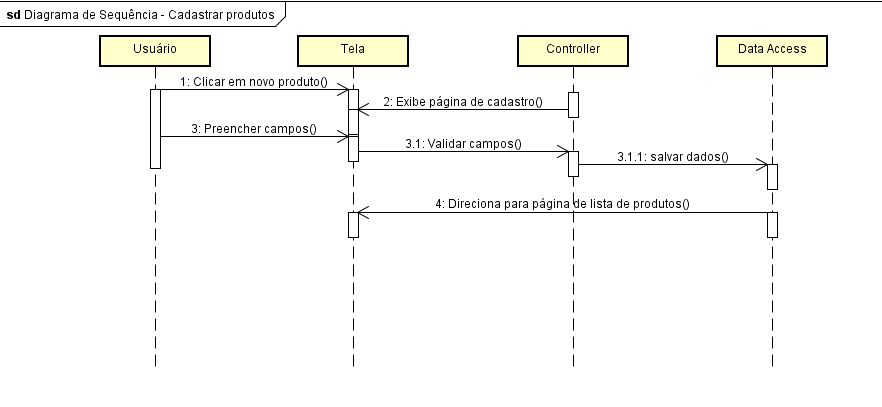 sd Diagrama de Sequência - Cadastrar produtos
Usuário
Tela
Controller
Data Access
1: Clicar em novo produto()
2: Exibe página de cadastro()
3: Preencher campos()
3.1: Validar campos()
3.1.1: salvar dados()
4: Direciona para página de lista de produtos()